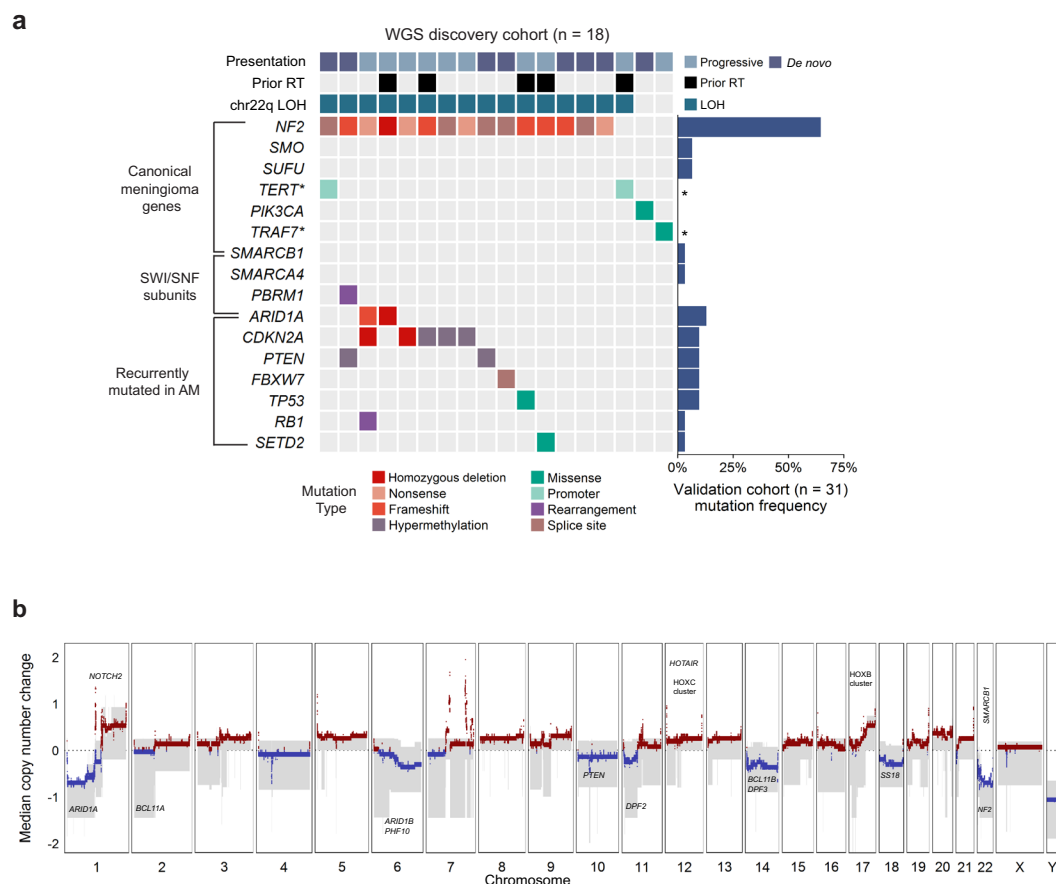 a
WGS discovery cohort (n = 18)
Presentation
Progressive
De novo
Prior RT
Prior RT
chr22q LOH
LOH
Canonical
meningioma
genes
NF2
SMO
SUFU
TERT*
*
PIK3CA
TRAF7*
*
SWI/SNF
subunits
SMARCB1
SMARCA4
PBRM1
Recurrently
mutated in AM
ARID1A
CDKN2A
PTEN
FBXW7
TP53
RB1
SETD2
0% 25% 50% 75%
Validation cohort (n = 31)
mutation frequency
Mutation
Type
Homozygous deletion
Nonsense
Frameshift
Hypermethylation
Missense
Promoter
Rearrangement
Splice site
b
Median copy number change
2
1
0
-1
-2
NOTCH2
ARID1A
BCL11A
ARID1B
PHF10
PTEN
DPF2
HOTAIR
HOXC
cluster
BCL11B
DPF3
HOXB
cluster
SS18
SMARCB1
NF2
1 2 3 4 5 6 7 8 9 10 11 12 13 14 15 16 17 18 19 20 21 22 X Y
Chromosome